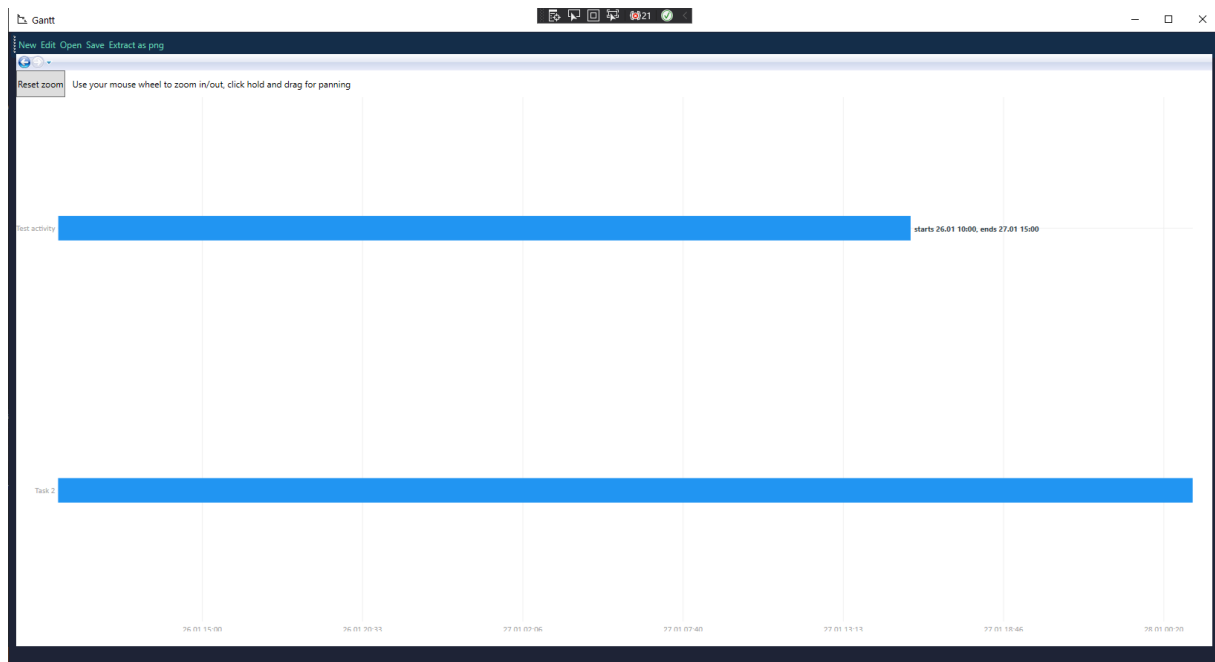 Gantt
21
New Edit Open Save Extract as png
Reset zoom Use your mouse wheel to zoom in/out, click hold and drag for panning
Test activity starts 26.01 10:00, ends 27.01 15:00
Task 2
26.01 15:00 26.01 20:33 27.01 02:06 27.01 07:40 27.01 13:13 27.01 18:46 28.01 00:20